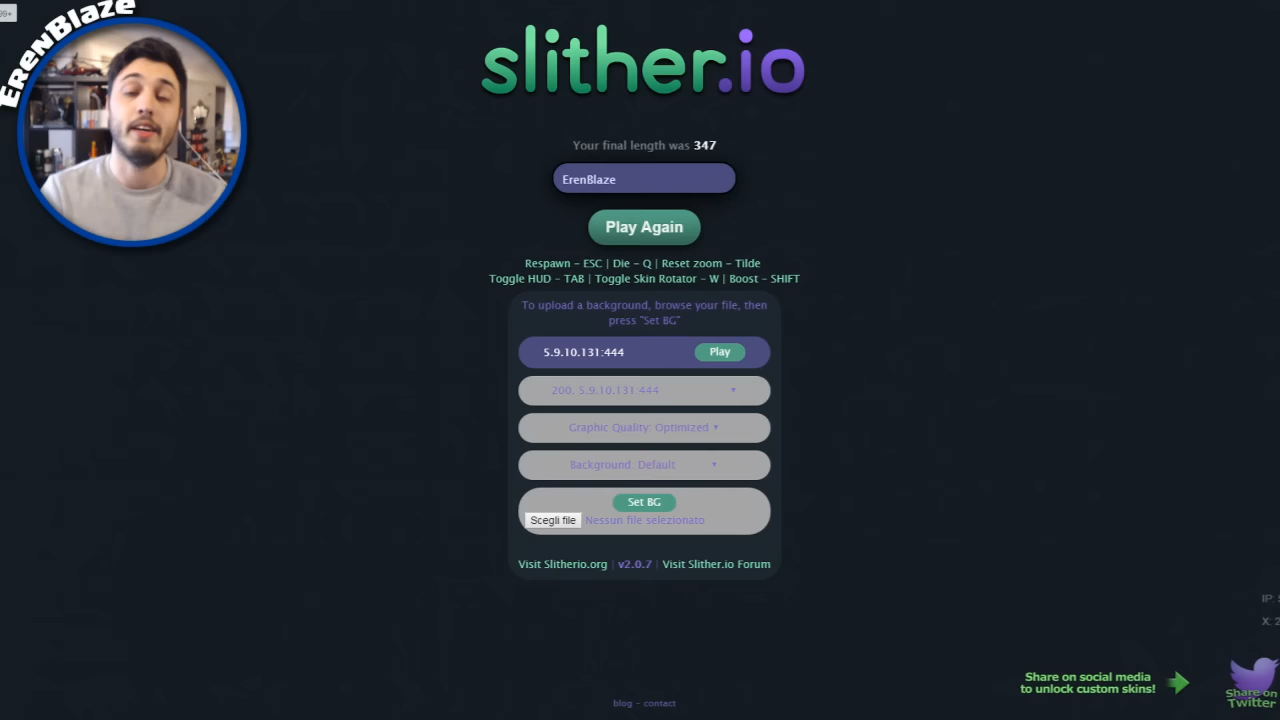 99+
ErenBlaze
slither.io
Your final length was 347
ErenBlaze
Play Again
Respawn - ESC | Die - Q | Reset zoom - Tilde
Toggle HUD - TAB | Toggle Skin Rotator - W | Boost - SHIFT
To upload a background, browse your file, then
press "Set BG"
5.9.10.131:444 Play
200. 5.9.10.131:444
Graphic Quality: Optimized
Background: Default
Set BG
Scegli file Nessun file selezionato
Visit Slitherio.org | v2.0.7 | Visit Slither.io Forum
IP:
X: 2
Share on social media
to unlock custom skins!
Share on
Twitter
blog - contact